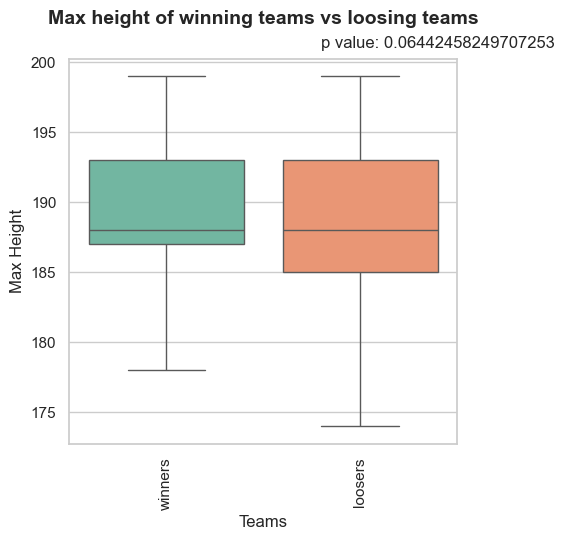 Max height of winning teams vs loosing teams
p value: 0.06442458249707253
200
195
190
185
180
175
Max Height
winners
loosers
Teams